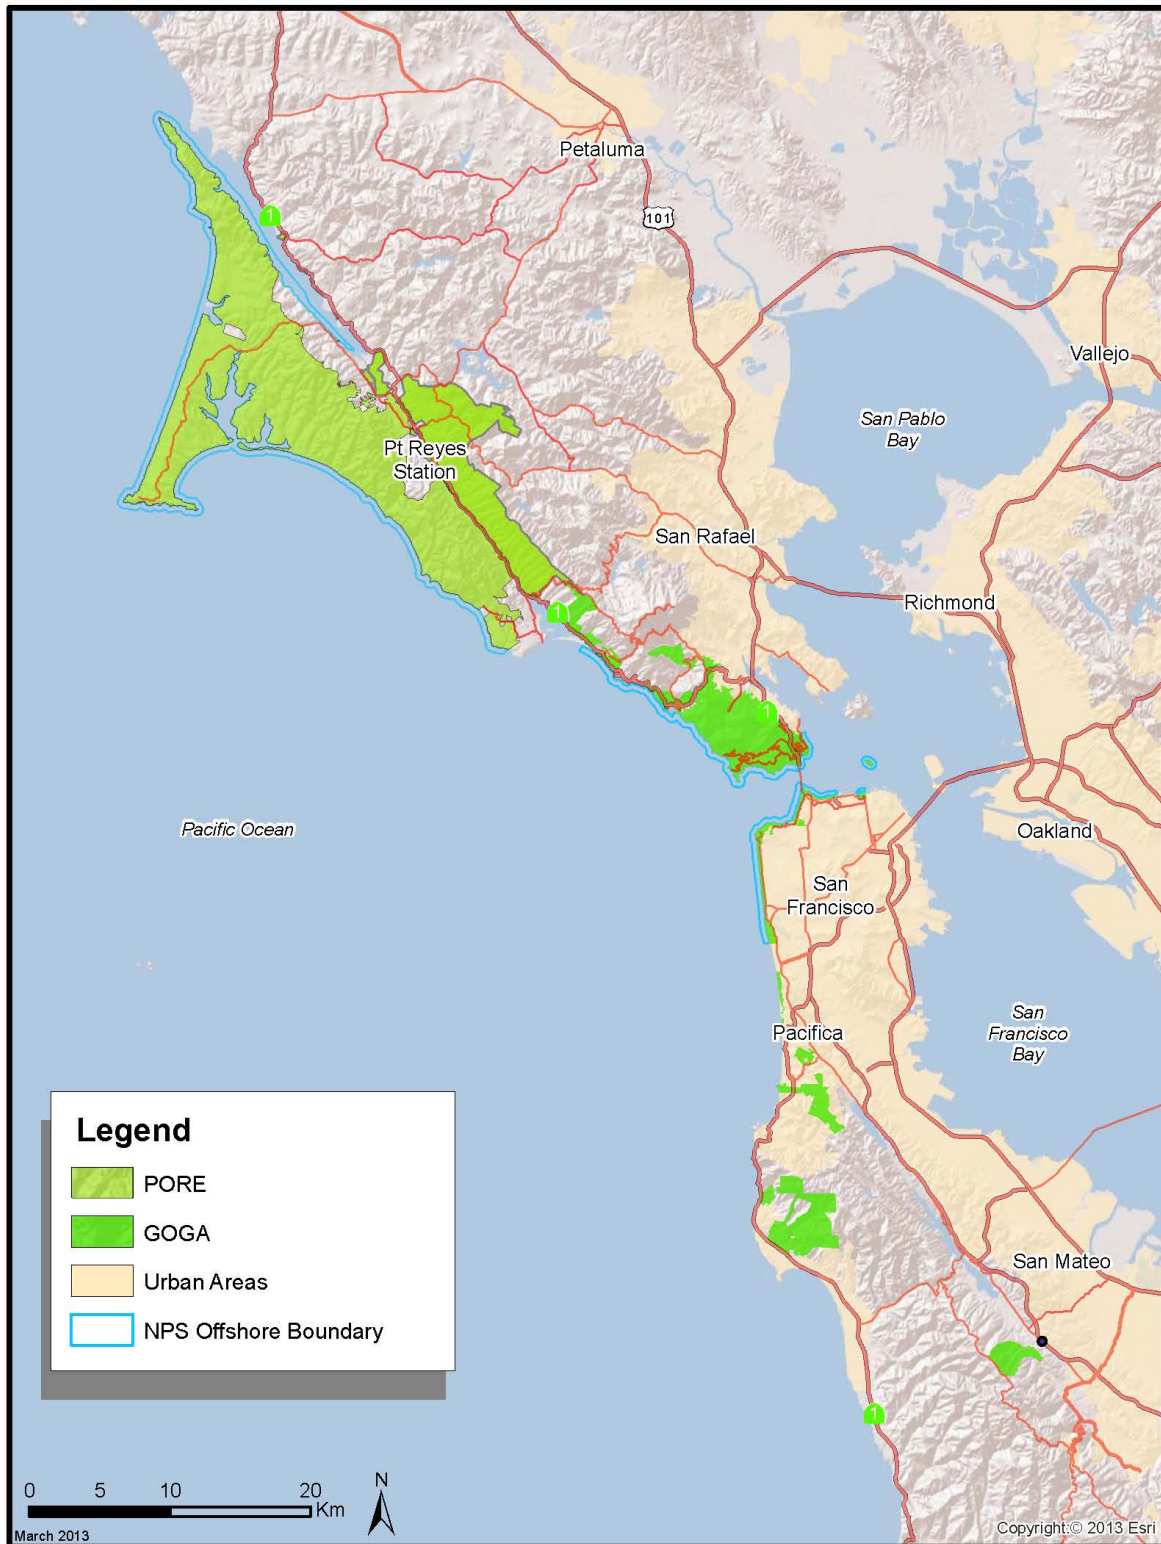 Petaluma
101
1
Vallejo
San Pablo
Bay
Pt Reyes
Station
San Rafael
Richmond
1
1
Pacific Ocean
Oakland
San
Francisco
San
Francisco
Bay
Pacifica
Legend
PORE
GOGA
Urban Areas
NPS Offshore Boundary
San Mateo
1
0 5 10 20
Km
N
March 2013
Copyright:© 2013 Esri